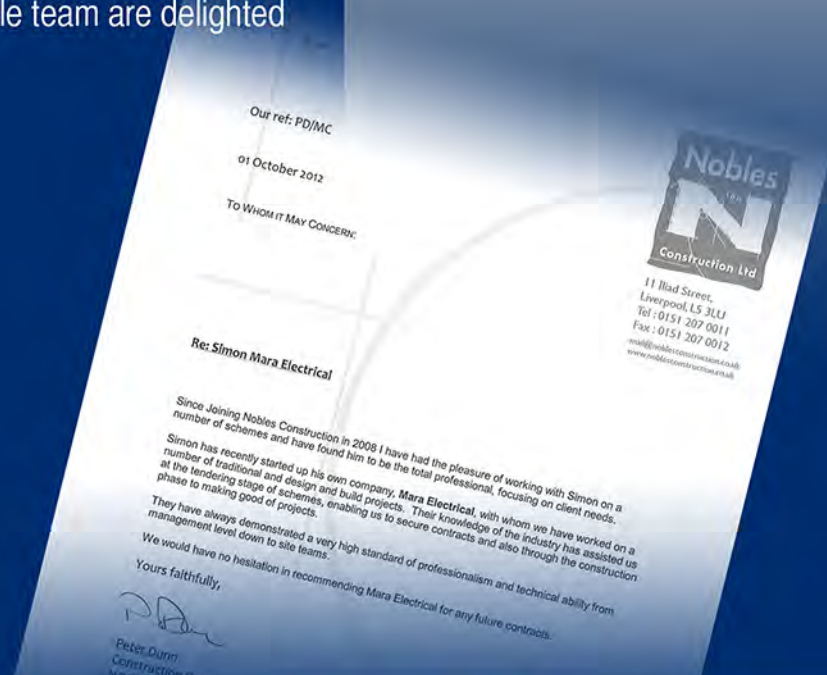 le team are delighted
Our ref: PD/MC
01 October 2012
TO WHOM IT MAY CONCERN:
Nobles
N
Construction Ltd
11 Iliad Street,
Liverpool, L5 3LU
Tel : 0151 207 0011
Fax : 0151 207 0012
mail@noblesconstruction.co.uk
www.noblesconstruction.co.uk
Re: Simon Mara Electrical
Since Joining Nobles Construction in 2008 I have had the pleasure of working with Simon on a
number of schemes and have found him to be the total professional, focusing on client needs.
Simon has recently started up his own company, Mara Electrical, with whom we have worked on a
number of traditional and design and build projects. Their knowledge of the industry has assisted us
at the tendering stage of schemes, enabling us to secure contracts and also through the construction
phase to making good of projects.
They have always demonstrated a very high standard of professionalism and technical ability from
management level down to site teams.
We would have no hesitation in recommending Mara Electrical for any future contracts.
Yours faithfully,
Peter Dunn
Construction